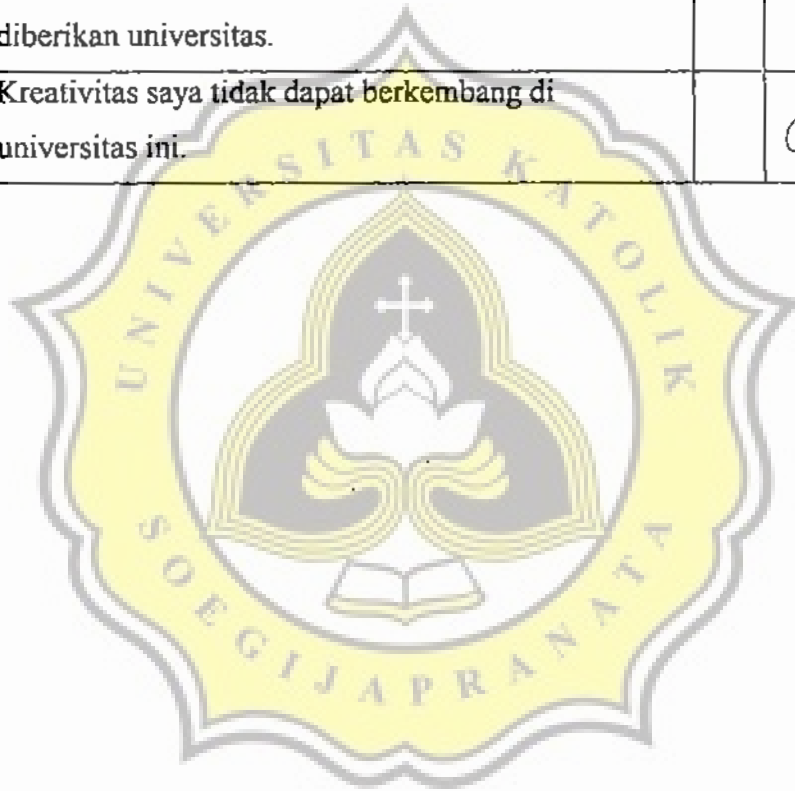 diberikan universitas.
Kreativitas saya tidak dapat berkembang di
universitas ini.
UNIVERSITAS KATOLIK
SOEGIJAPRANATA